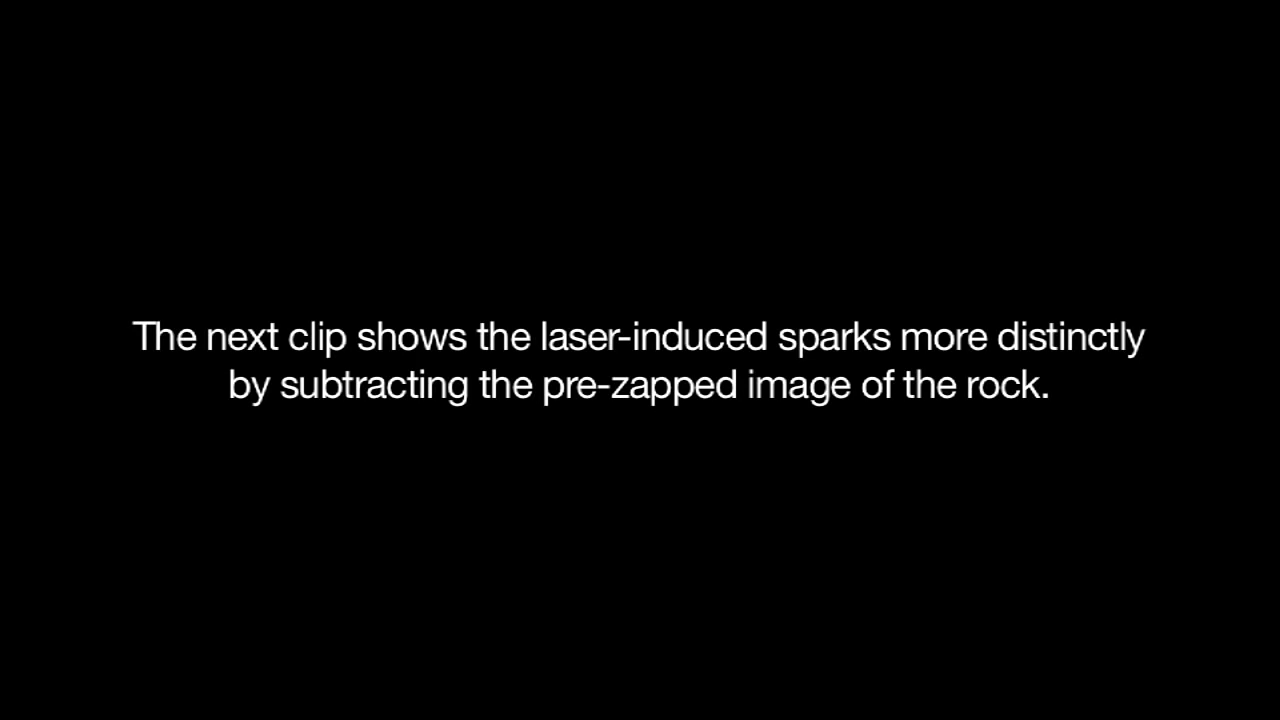 The next clip shows the laser-induced sparks more distinctly
by subtracting the pre-zapped image of the rock.